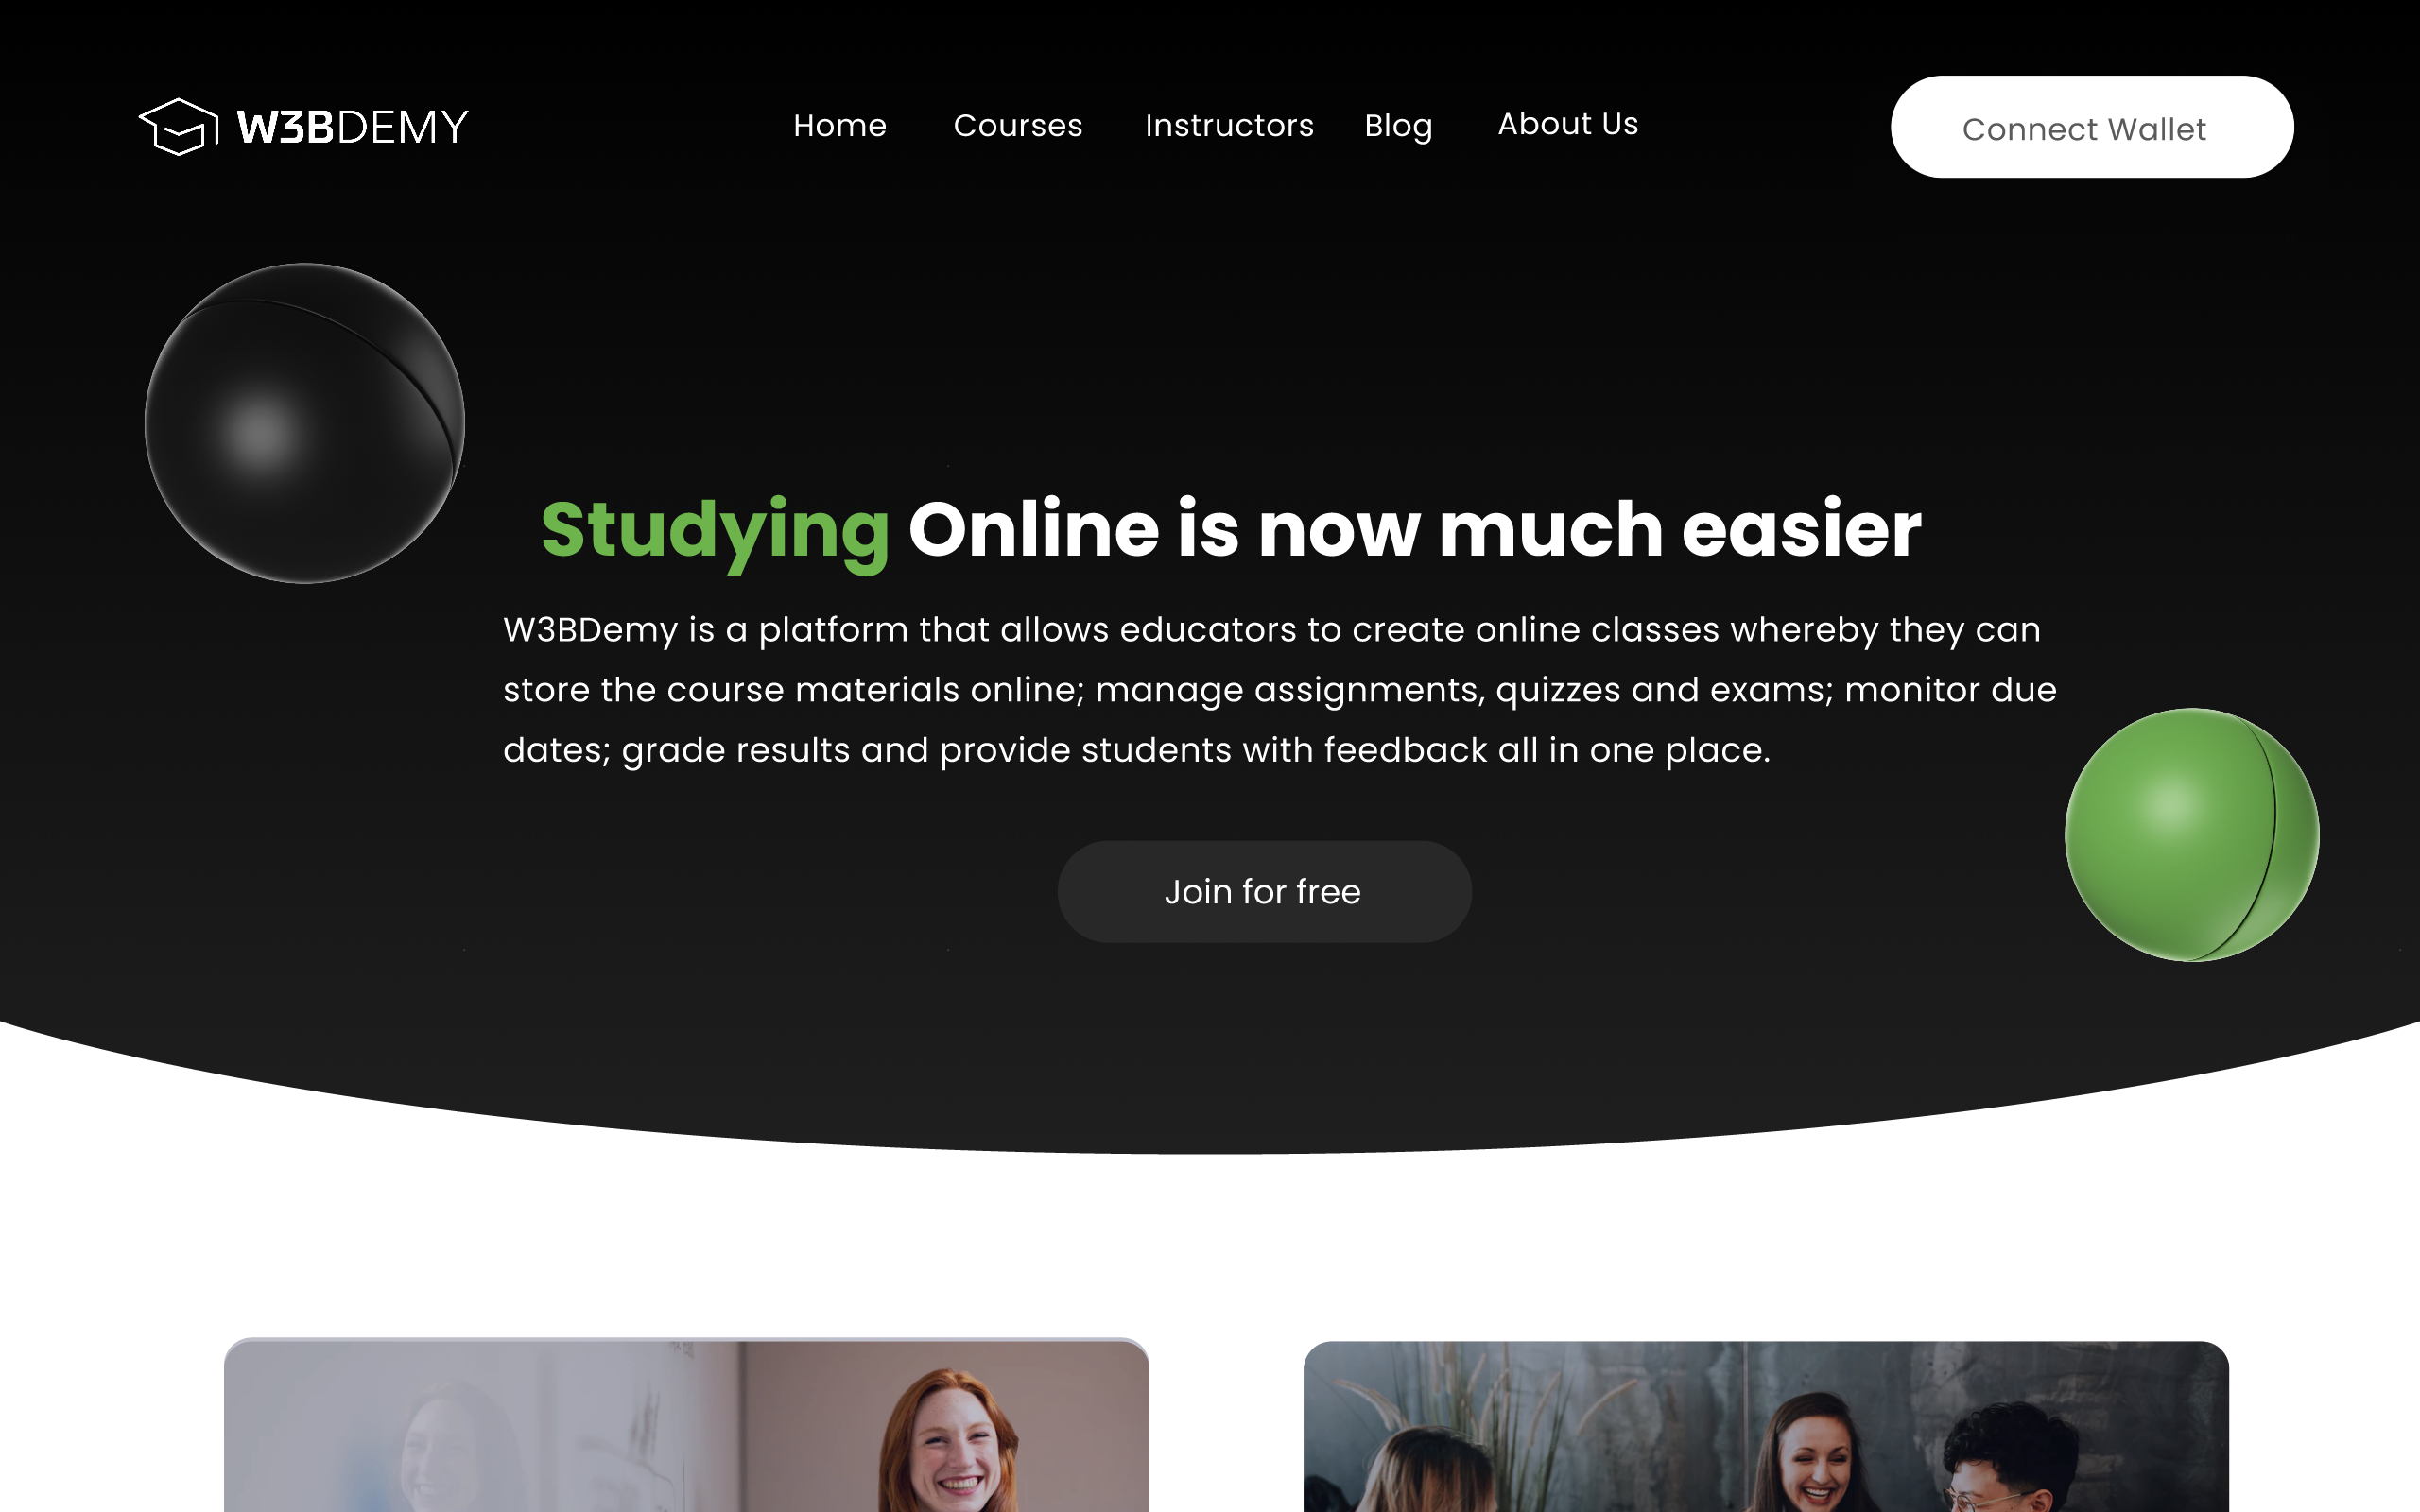 W3BDEMY
Home Courses Instructors Blog About Us
Connect Wallet
Studying Online is now much easier
W3BDemy is a platform that allows educators to create online classes whereby they can
store the course materials online; manage assignments, quizzes and exams; monitor due
dates; grade results and provide students with feedback all in one place.
Join for free